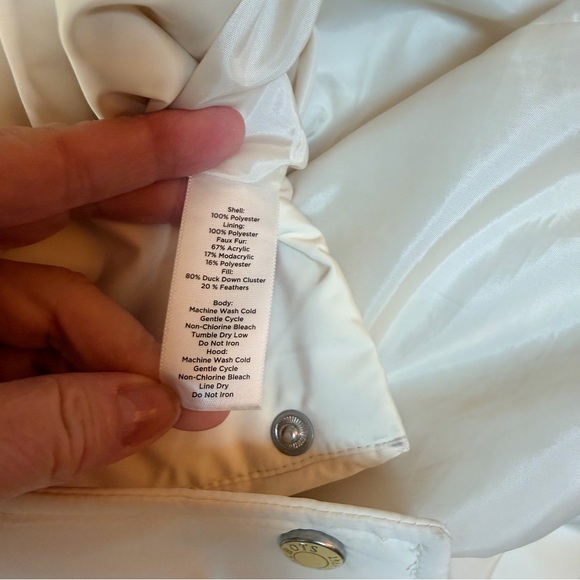 Shell:
100% Polyester
Lining:
100% Polyester
Faux Fur:
67% Acrylic
17% Modacrylic
16% Polyester
Fill:
80% Duck Down Cluster
20 % Feathers
Body:
Machine Wash Cold
Gentle Cycle
Non-Chlorine Bleach
Tumble Dry Low
Do Not Iron
Hood:
Machine Wash Cold
Gentle Cycle
Non-Chlorine Bleach
Line Dry
Do Not Iron